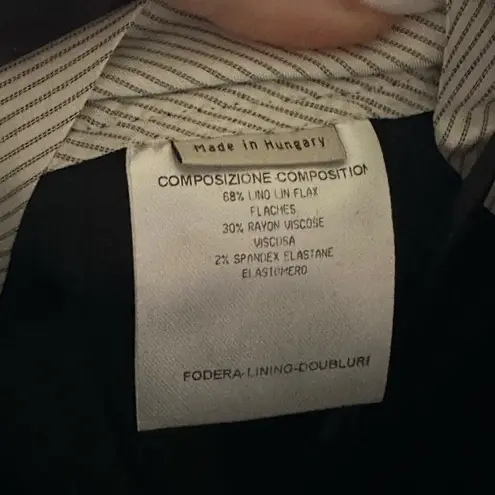 Made in Hungary
COMPOSIZIONE-COMPOSITION
68% LINO LIN FLAX
FLACHES
30% RAYON VISCOSE
VISCOSA
2% SPANDEX ELASTANE
ELASTOMERO
FODERA-LINING-DOUBLURE